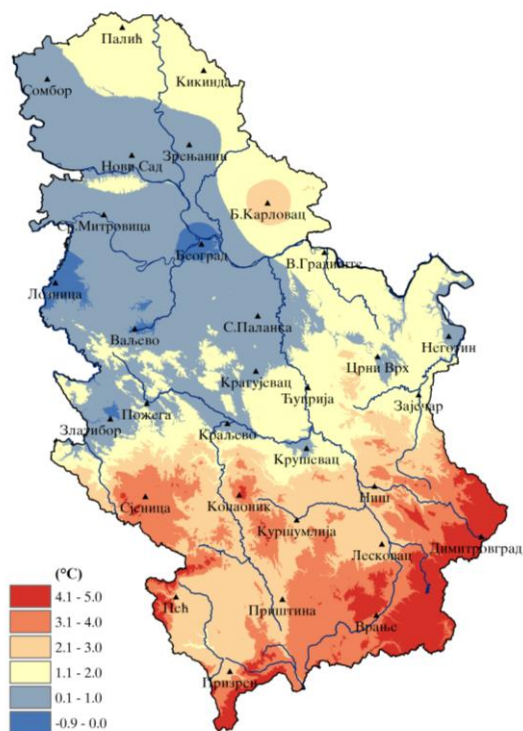 Палић
Кикинда
Сомбор
Зрењанин
Нови Сад
Б.Карловац
Ср.Митровица
Београд
В.Градиште
Лозница
С.Паланка
Ваљево
Неготин
Црни Врх
Крагујевац
Ћуприја
Зајечар
Пожега
Златибор
Краљево
Крушевац
Ниш
Сјеница
Копаоник
Куршумлија
Лесковац
Димитровград
(°C)
4.1 - 5.0
3.1 - 4.0
2.1 - 3.0
1.1 - 2.0
0.1 - 1.0
-0.9 - 0.0
Пећ
Приштина
Врање
Призрен